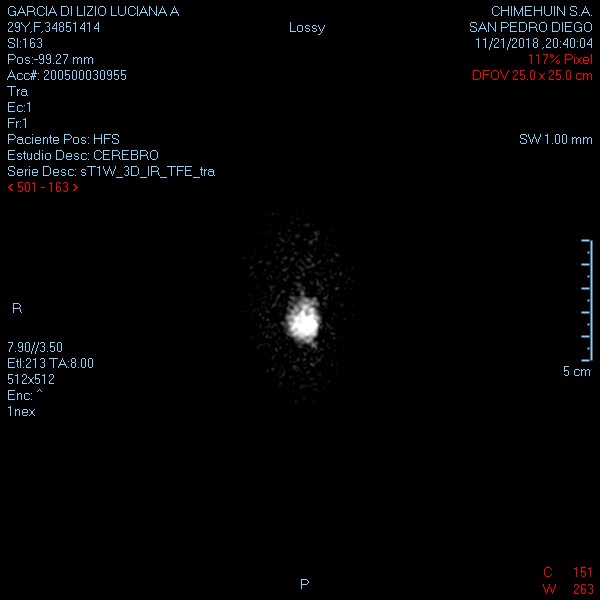 GARCIA DI LIZIO LUCIANA A
29Y,F,34851414
Sl:163
Pos:-99.27 mm
Acc#: 200500030955
Tra
Ec:1
Fr:1
Paciente Pos: HFS
Estudio Desc: CEREBRO
Serie Desc: sT1W_3D_IR_TFE_tra
< 501 - 163 >
Lossy
CHIMEHUIN S.A.
SAN PEDRO DIEGO
11/21/2018 ,20:40:04
117% Pixel
DFOV 25.0 x 25.0 cm
SW 1.00 mm
R
7.90//3.50
Etl:213 TA:8.00
512x512
Enc: ^
1nex
5 cm
P
C 151
W 263